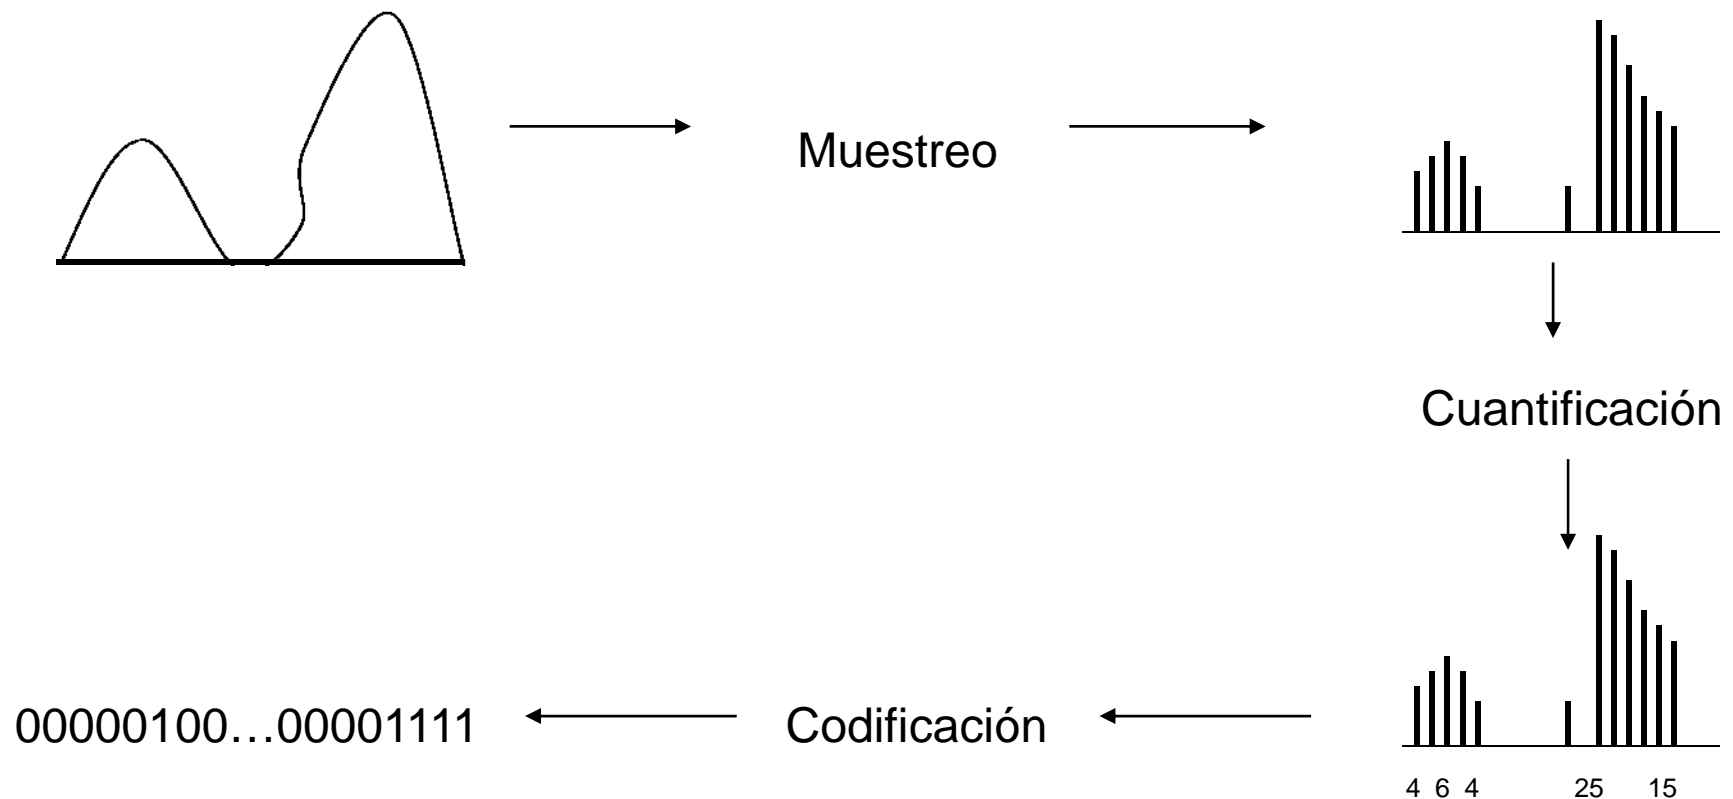 Muestreo
Cuantificación
00000100…00001111
Codificación
4 6 4 25 15